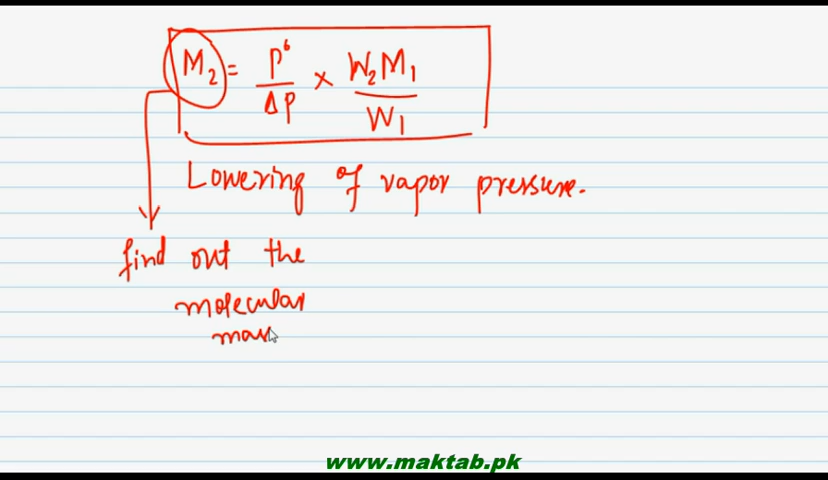 M₂ = P°/ΔP × W₂M₁/W₁
Lowering of vapor pressure.
find out the
molecular
mass
www.maktab.pk